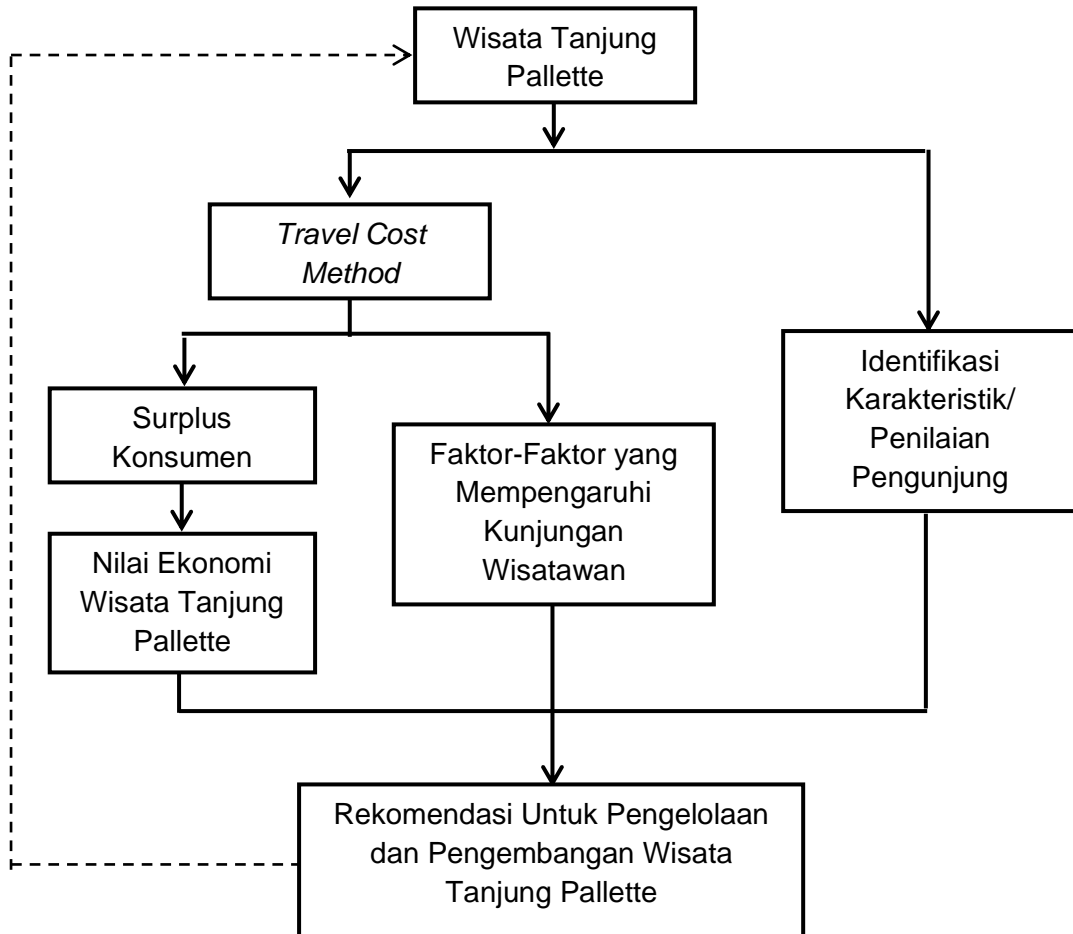 Wisata Tanjung
Pallette
Travel Cost
Method
Identifikasi
Karakteristik/
Penilaian
Pengunjung
Surplus
Konsumen
Faktor-Faktor yang
Mempengaruhi
Kunjungan
Wisatawan
Nilai Ekonomi
Wisata Tanjung
Pallette
Rekomendasi Untuk Pengelolaan
dan Pengembangan Wisata
Tanjung Pallette